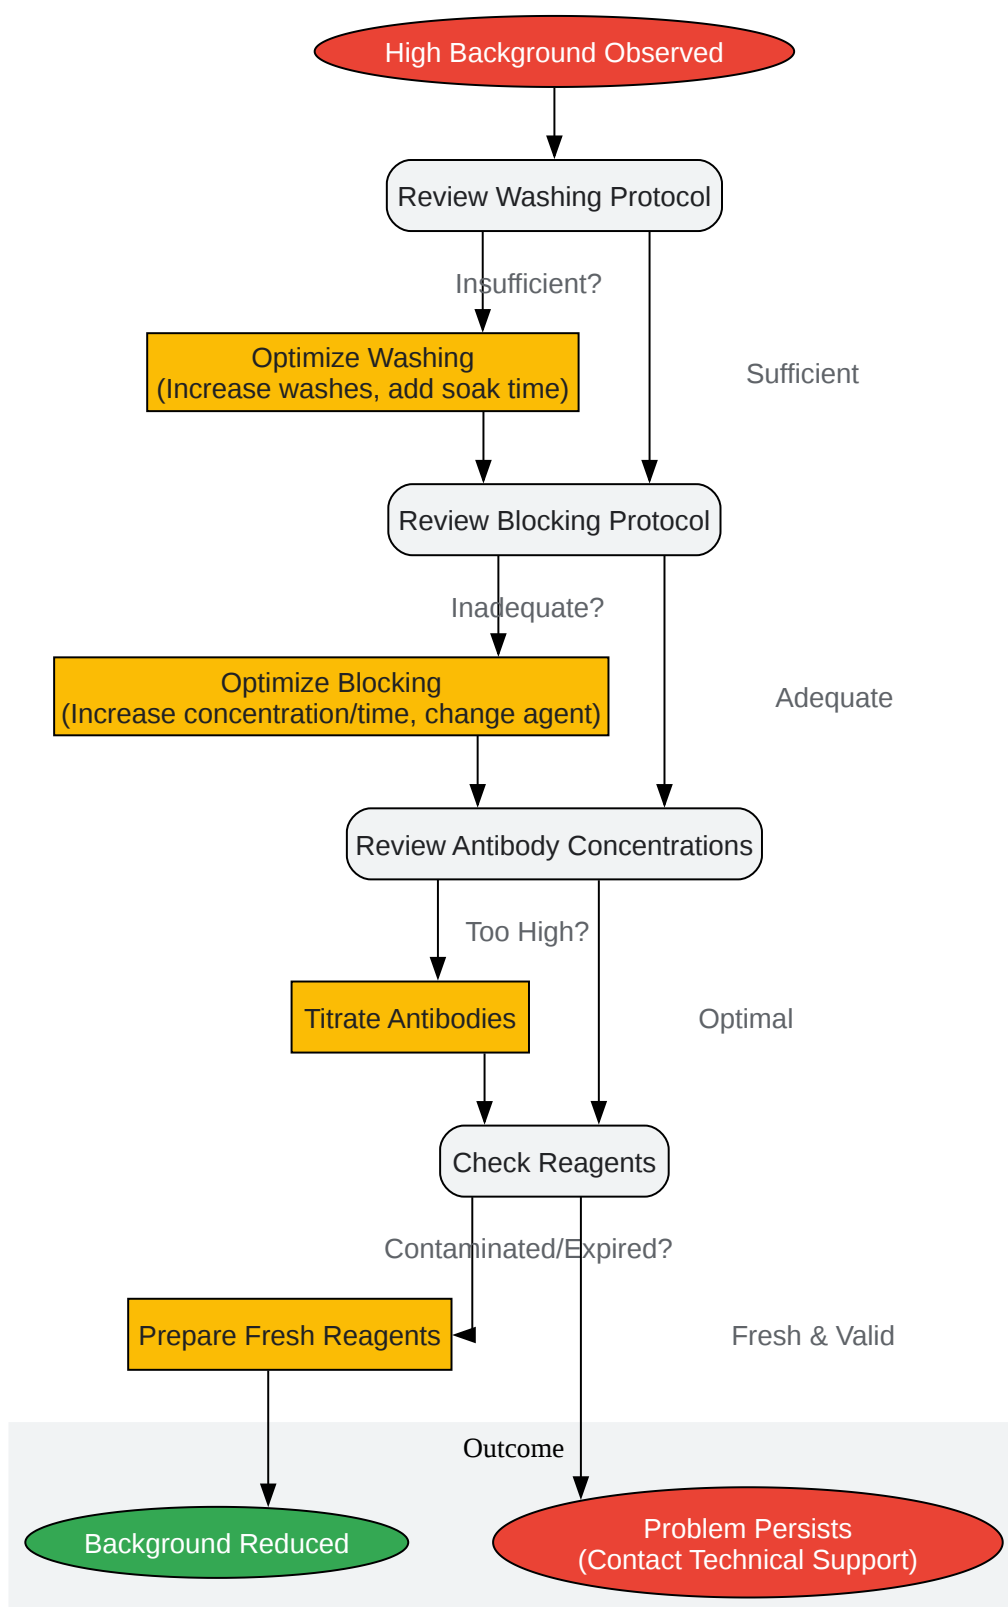 High Background Observed
Review Washing Protocol
Insufficient?
Optimize Washing
(Increase washes, add soak time)
Sufficient
Review Blocking Protocol
Inadequate?
Optimize Blocking
(Increase concentration/time, change agent)
Adequate
Review Antibody Concentrations
Too High?
Titrate Antibodies
Optimal
Check Reagents
Contaminated/Expired?
Prepare Fresh Reagents
Fresh & Valid
Outcome
Background Reduced
Problem Persists
(Contact Technical Support)